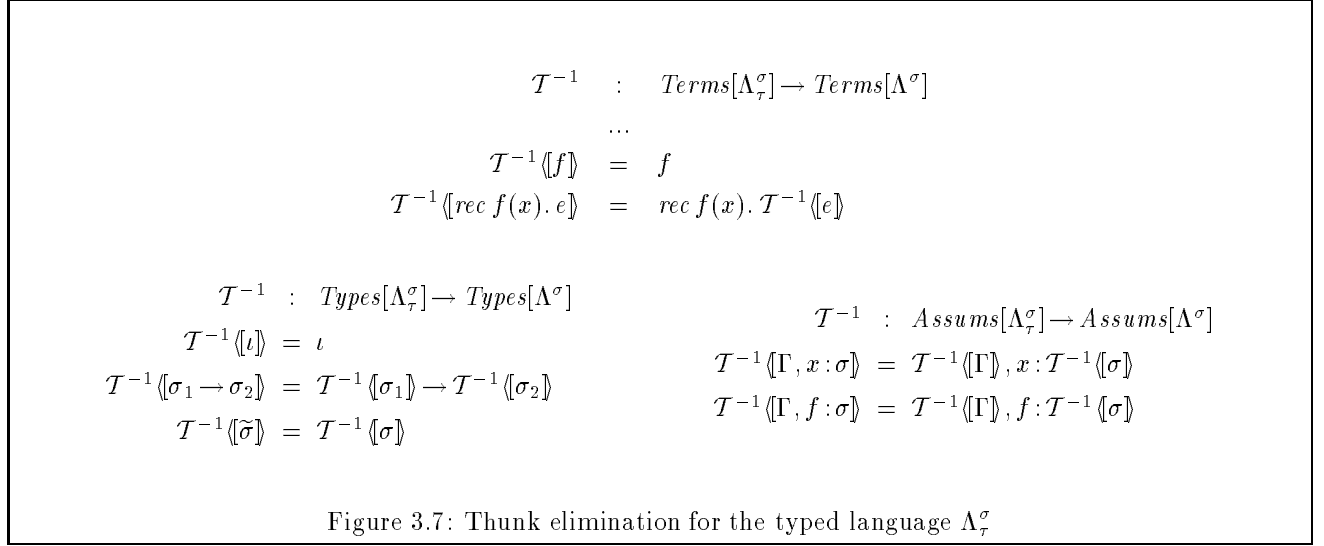 𝒯⁻¹ : Terms[Λ^σ_τ] → Terms[Λ^σ]
...
𝒯⁻¹⟨[f]⟩ = f
𝒯⁻¹⟨[rec f(x). e]⟩ = rec f(x). 𝒯⁻¹⟨[e]⟩
𝒯⁻¹ : Types[Λ^σ_τ] → Types[Λ^σ]
𝒯⁻¹⟨[ι]⟩ = ι
𝒯⁻¹⟨[σ₁ → σ₂]⟩ = 𝒯⁻¹⟨[σ₁]⟩ → 𝒯⁻¹⟨[σ₂]⟩
𝒯⁻¹⟨[σ̃]⟩ = 𝒯⁻¹⟨[σ]⟩
𝒯⁻¹ : Assums[Λ^σ_τ] → Assums[Λ^σ]
𝒯⁻¹⟨[Γ, x : σ]⟩ = 𝒯⁻¹⟨[Γ]⟩, x : 𝒯⁻¹⟨[σ]⟩
𝒯⁻¹⟨[Γ, f : σ]⟩ = 𝒯⁻¹⟨[Γ]⟩, f : 𝒯⁻¹⟨[σ]⟩
Figure 3.7: Thunk elimination for the typed language Λ^σ_τ